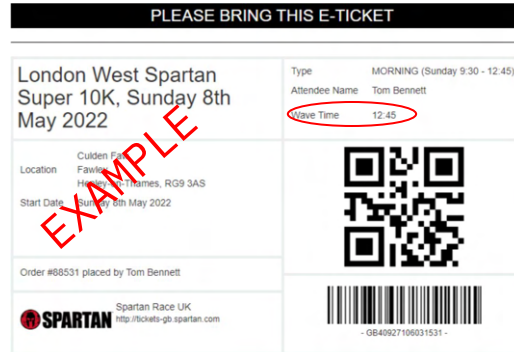 PLEASE BRING THIS E-TICKET
London West Spartan
Super 10K, Sunday 8th
May 2022
Type MORNING (Sunday 9:30 - 12:45)
Attendee Name Tom Bennett
Wave Time 12:45
Location
Culden Faw
Fawley
Henley-on-Thames, RG9 3AS
Start Date Sunday 8th May 2022
EXAMPLE
Order #88531 placed by Tom Bennett
SPARTAN
Spartan Race UK
http://tickets-gb.spartan.com
- GB40927106031531 -